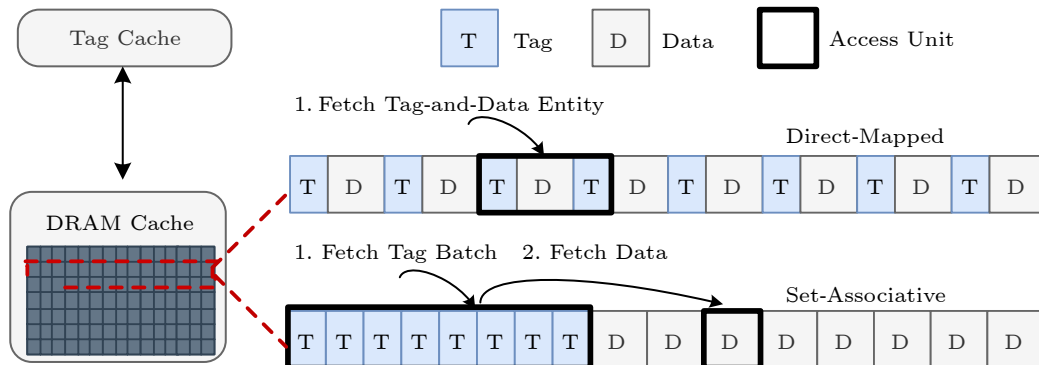 Tag Cache
T Tag D Data Access Unit
1. Fetch Tag-and-Data Entity
Direct-Mapped
T D T D T D T D T D T D T D T D
DRAM Cache
1. Fetch Tag Batch 2. Fetch Data
Set-Associative
T T T T T T T T D D D D D D D D